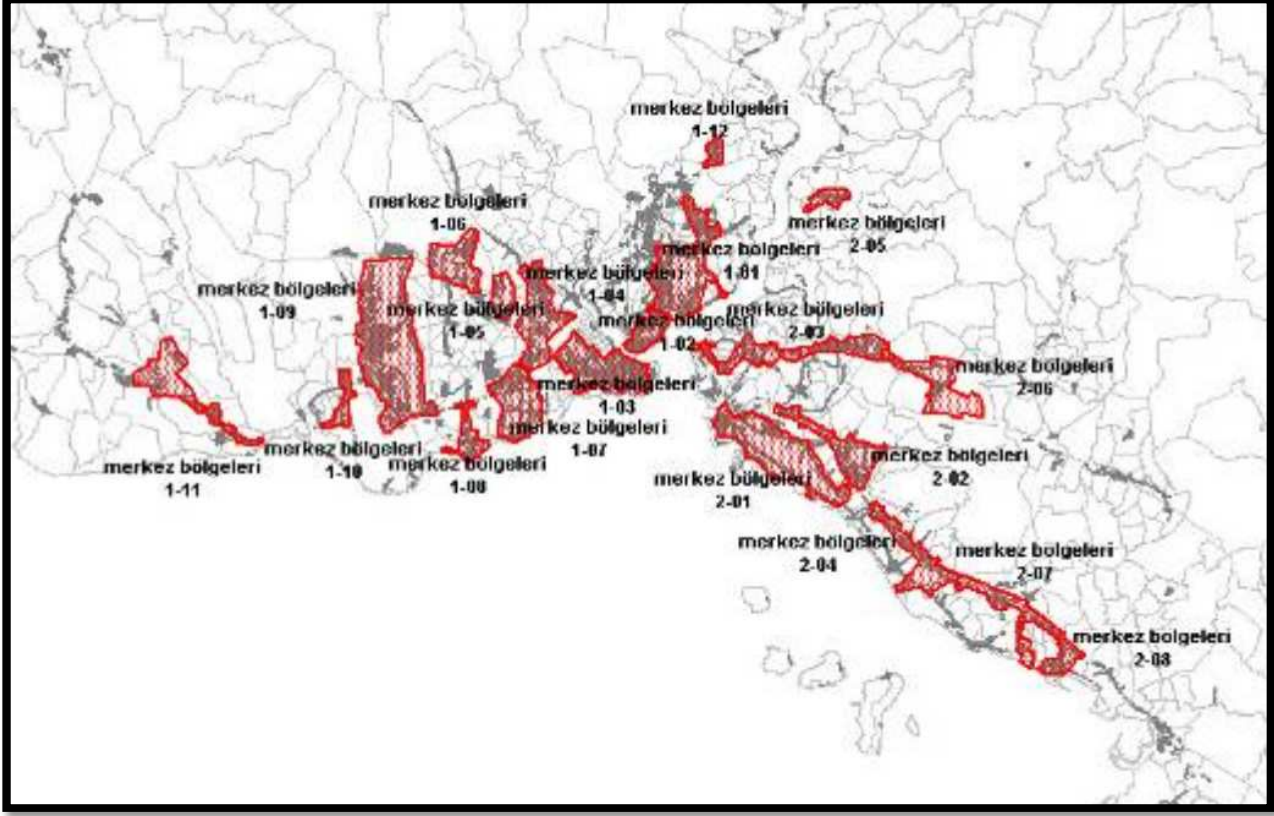 merkez bölgeleri
1-12
merkez bölgeleri
1-06
merkez bölgeleri
2-05
merkez bölgeleri
1-01
merkez bölgeleri
1-04
merkez bölgeleri
1-09
merkez bölgeleri
1-05
merkez bölgeleri
2-03
merkez bölgeleri
1-02
merkez bölgeleri
2-06
merkez bölgeleri
1-03
merkez bölgeleri
1-07
merkez bölgeleri
1-10
merkez bölgeleri
1-11
merkez bölgeleri
1-08
merkez bölgeleri
2-02
merkez bölgeleri
2-01
merkez bölgeleri
2-04
merkez bölgeleri
2-07
merkez bölgeleri
2-08